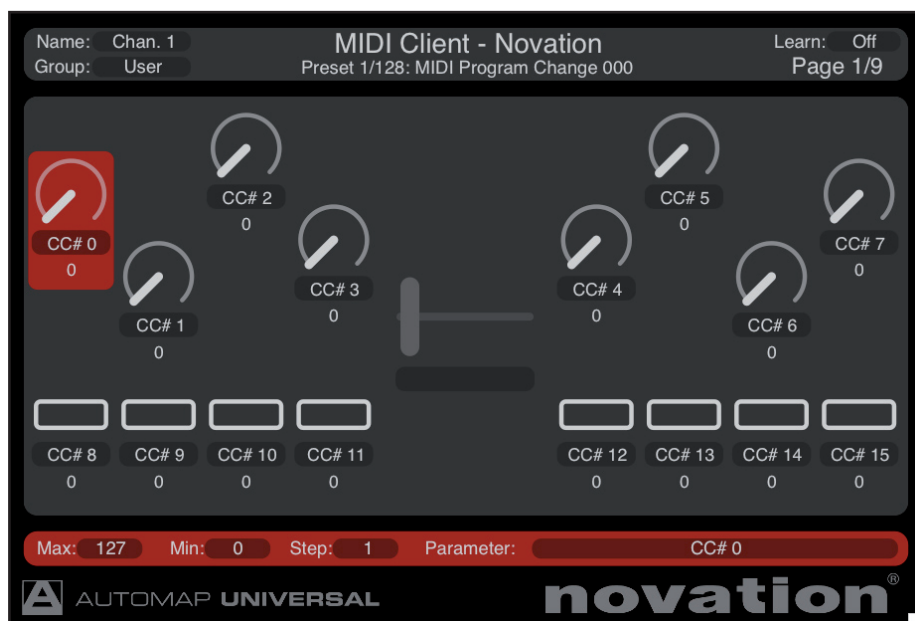 Name: Chan. 1
MIDI Client - Novation
Learn: Off
Group: User
Preset 1/128: MIDI Program Change 000
Page 1/9
CC# 2
0
CC# 5
0
CC# 0
0
CC# 7
0
CC# 3
0
CC# 4
0
CC# 1
0
CC# 6
0
CC# 8 CC# 9 CC# 10 CC# 11 CC# 12 CC# 13 CC# 14 CC# 15
0 0 0 0 0 0 0 0
Max: 127 Min: 0 Step: 1 Parameter: CC# 0
A AUTOMAP UNIVERSAL novation®